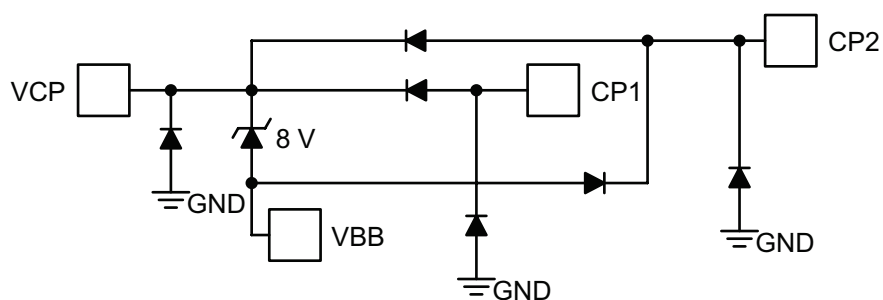 CP2
VCP
CP1
8 V
GND
VBB
GND
GND